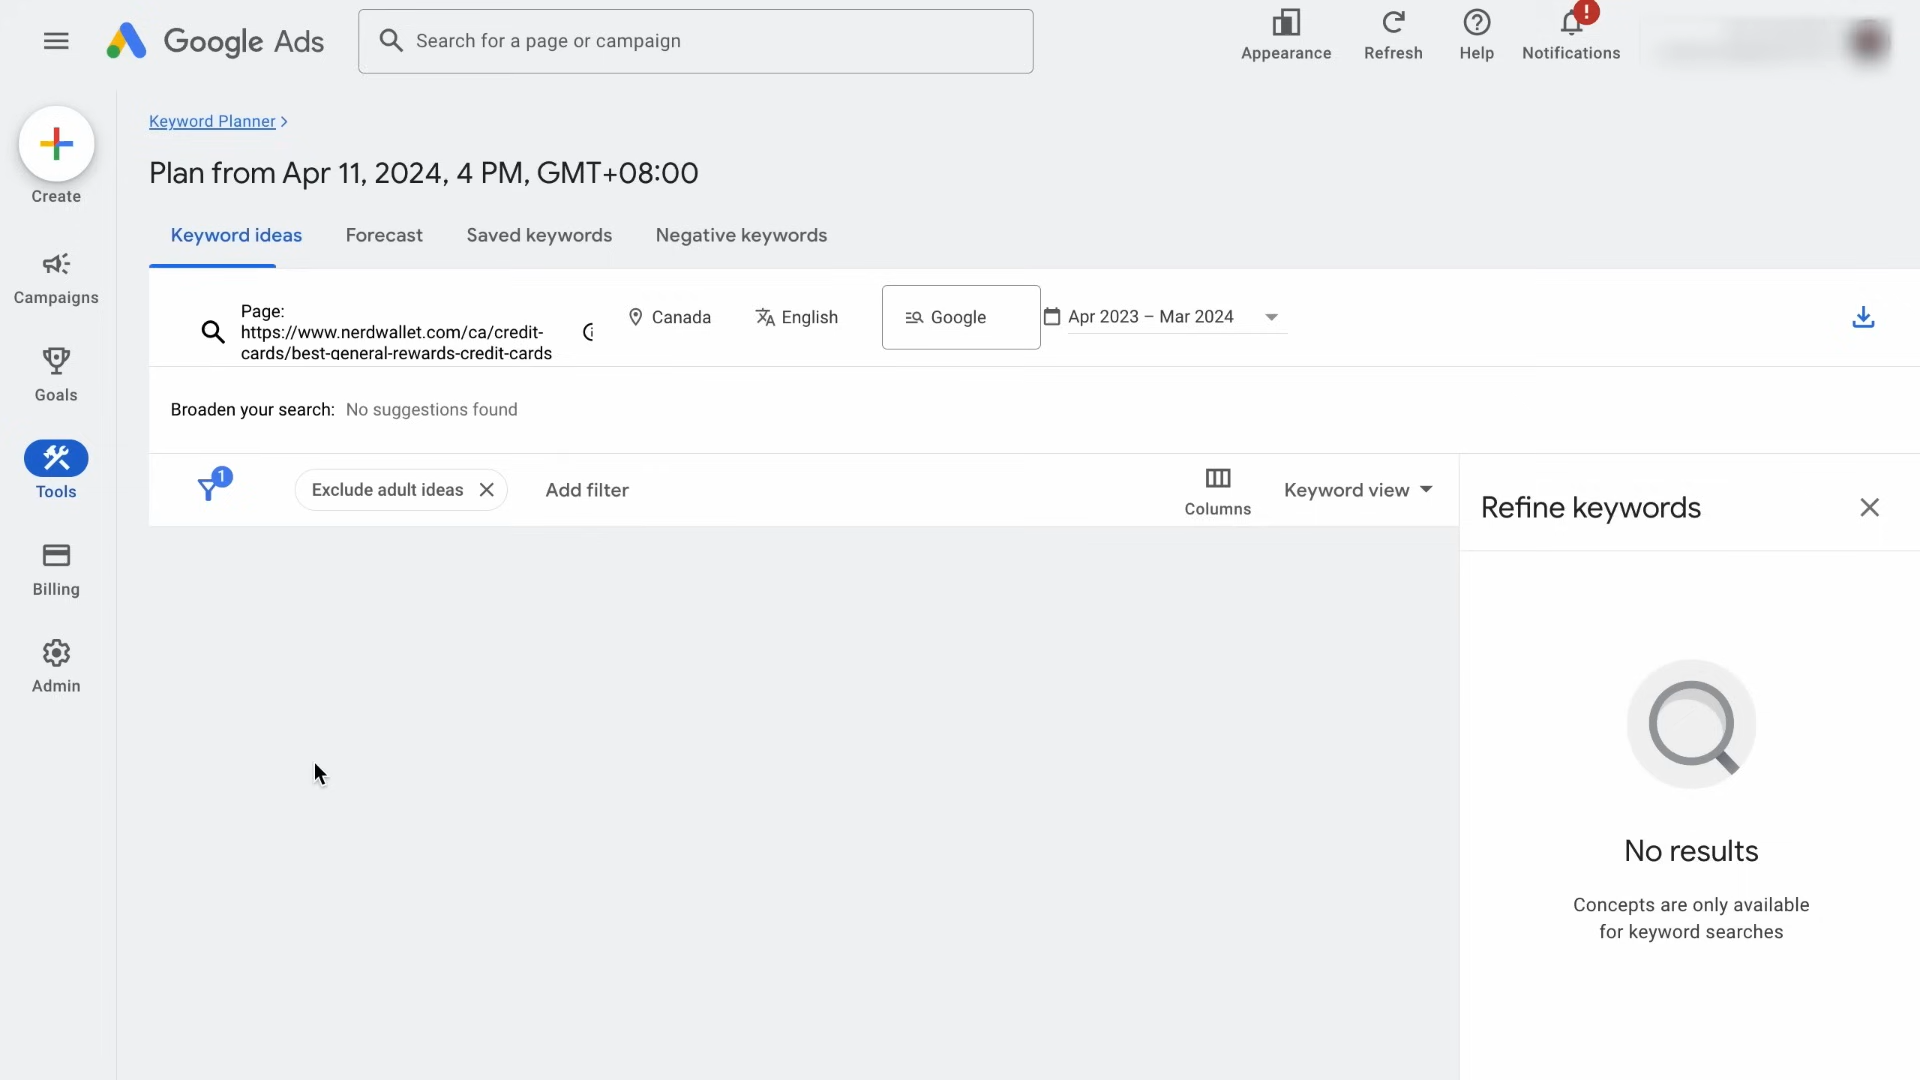 Google Ads
Search for a page or campaign
Appearance
Refresh
Help
!
Notifications
Create
Campaigns
Goals
Tools
Billing
Admin
Keyword Planner >
Plan from Apr 11, 2024, 4 PM, GMT+08:00
Keyword ideas
Forecast
Saved keywords
Negative keywords
Page:
https://www.nerdwallet.com/ca/credit-
cards/best-general-rewards-credit-cards
Canada
English
Google
Apr 2023 – Mar 2024
Broaden your search: No suggestions found
1
Exclude adult ideas
Add filter
Columns
Keyword view
Refine keywords
No results
Concepts are only available
for keyword searches